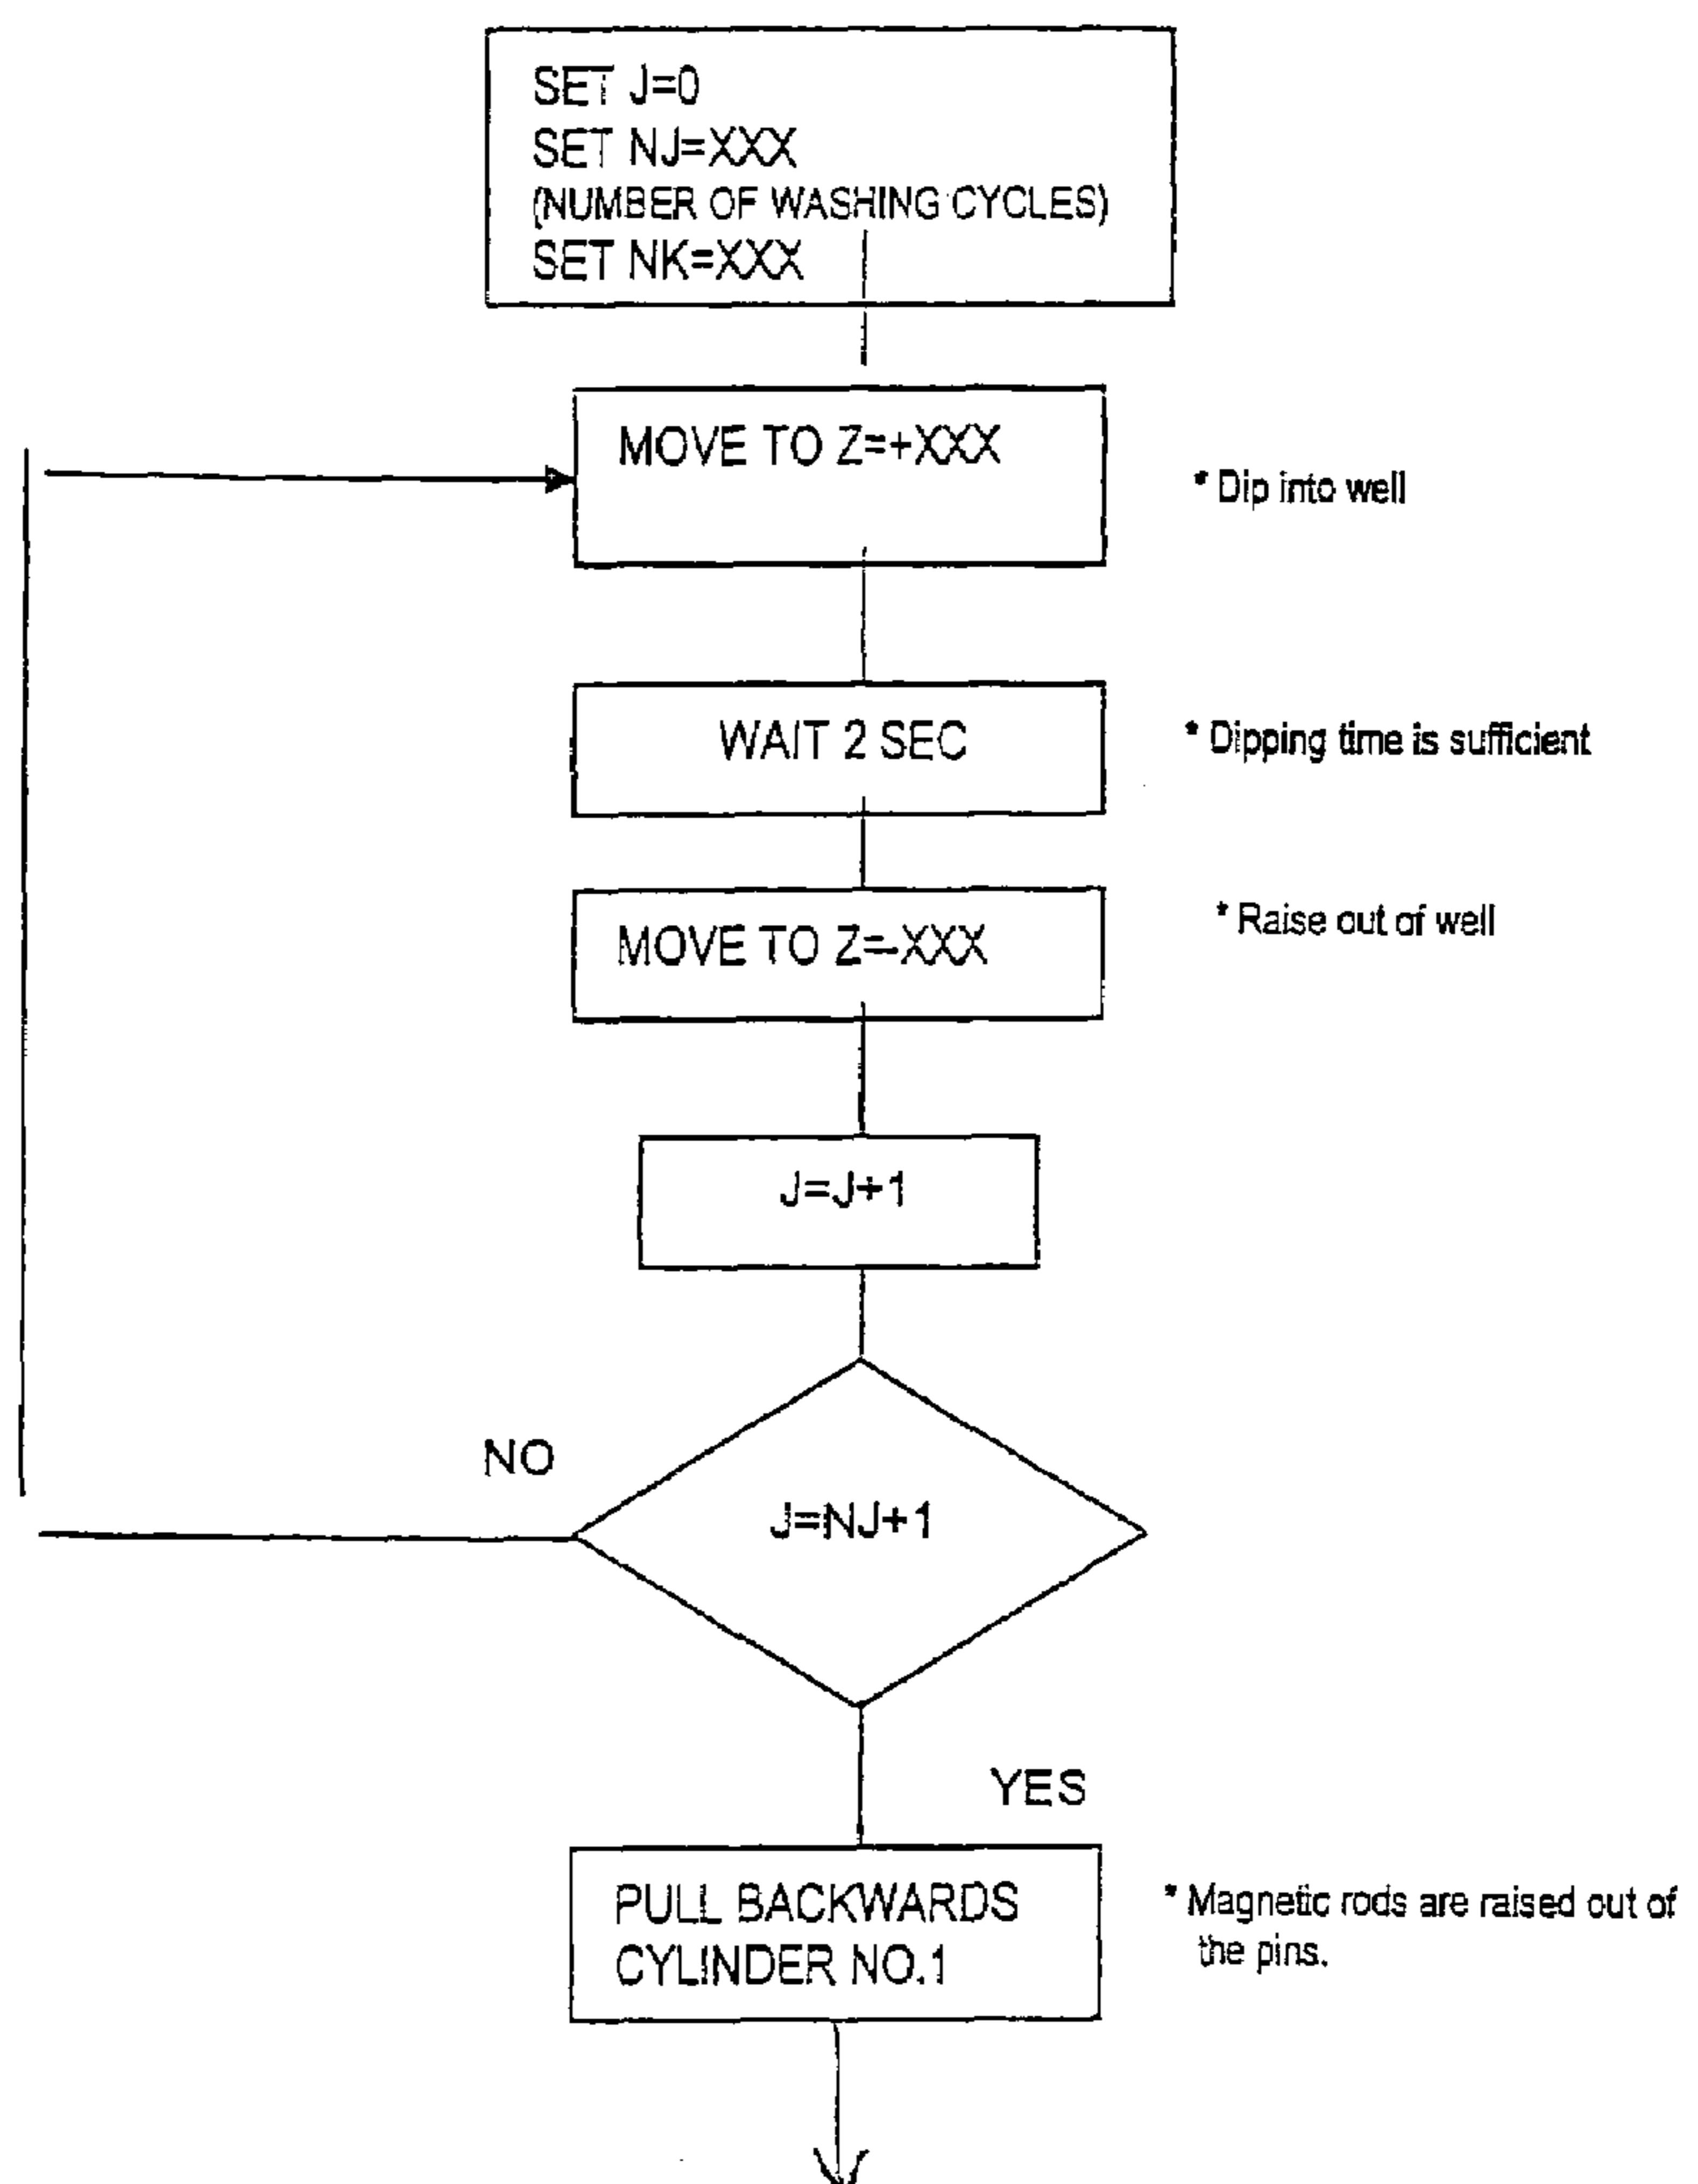 SET J=0
SET NJ=XXX
(NUMBER OF WASHING CYCLES)
SET NK=XXX
MOVE TO Z=+XXX
* Dip into well
WAIT 2 SEC
* Dipping time is sufficient
MOVE TO Z=-XXX
* Raise out of well
J=J+1
NO
J=NJ+1
YES
PULL BACKWARDS
CYLINDER NO.1
* Magnetic rods are raised out of
the pins.